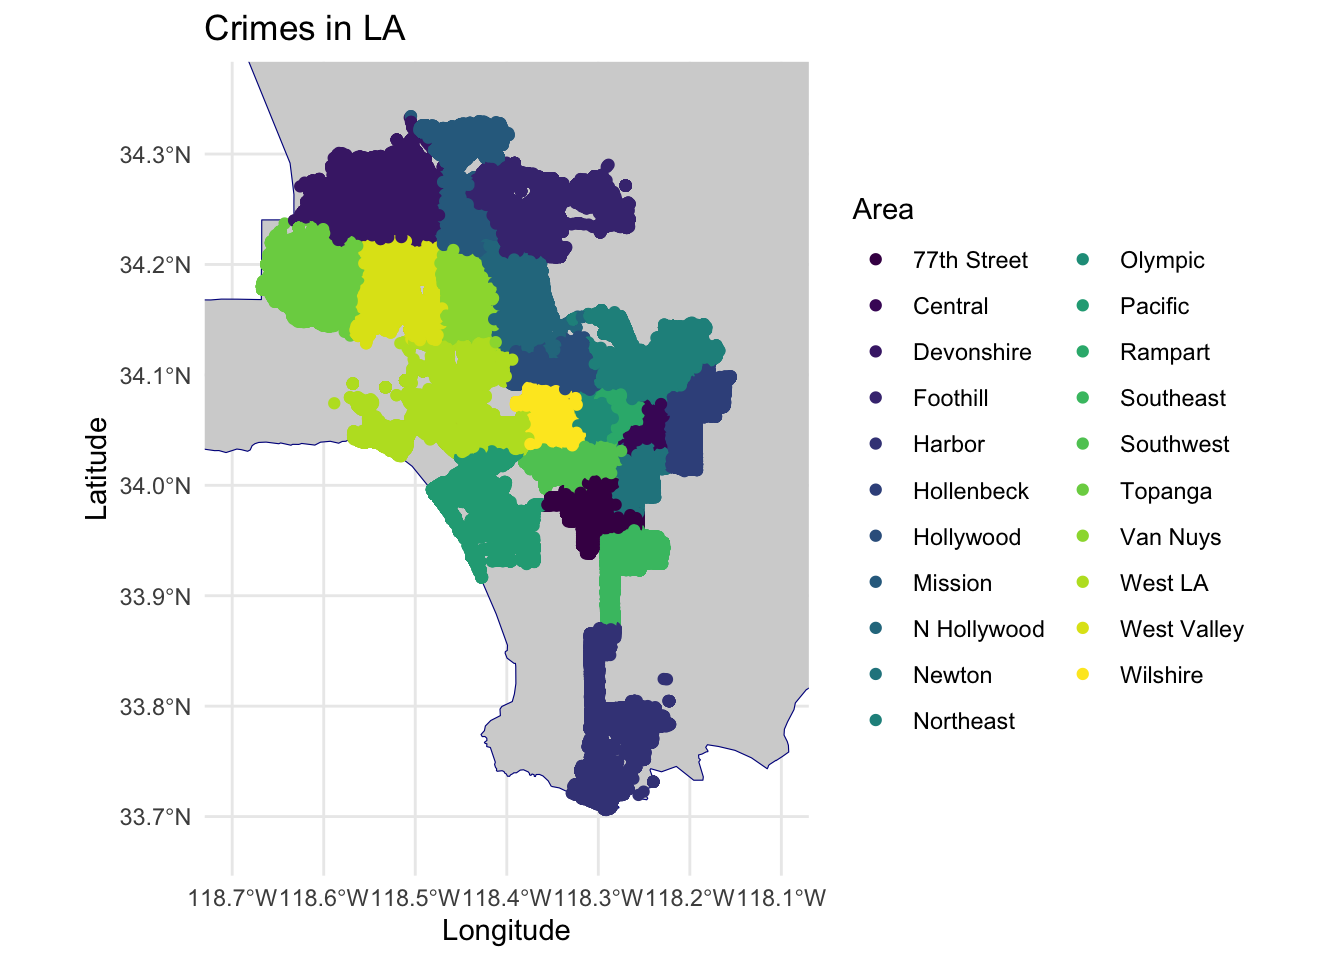 Crimes in LA
34.3°N
34.2°N
34.1°N
34.0°N
33.9°N
33.8°N
33.7°N
Latitude
118.7°W 118.6°W 118.5°W 118.4°W 118.3°W 118.2°W 118.1°W
Longitude
Area
77th Street
Central
Devonshire
Foothill
Harbor
Hollenbeck
Hollywood
Mission
N Hollywood
Newton
Northeast
Olympic
Pacific
Rampart
Southeast
Southwest
Topanga
Van Nuys
West LA
West Valley
Wilshire